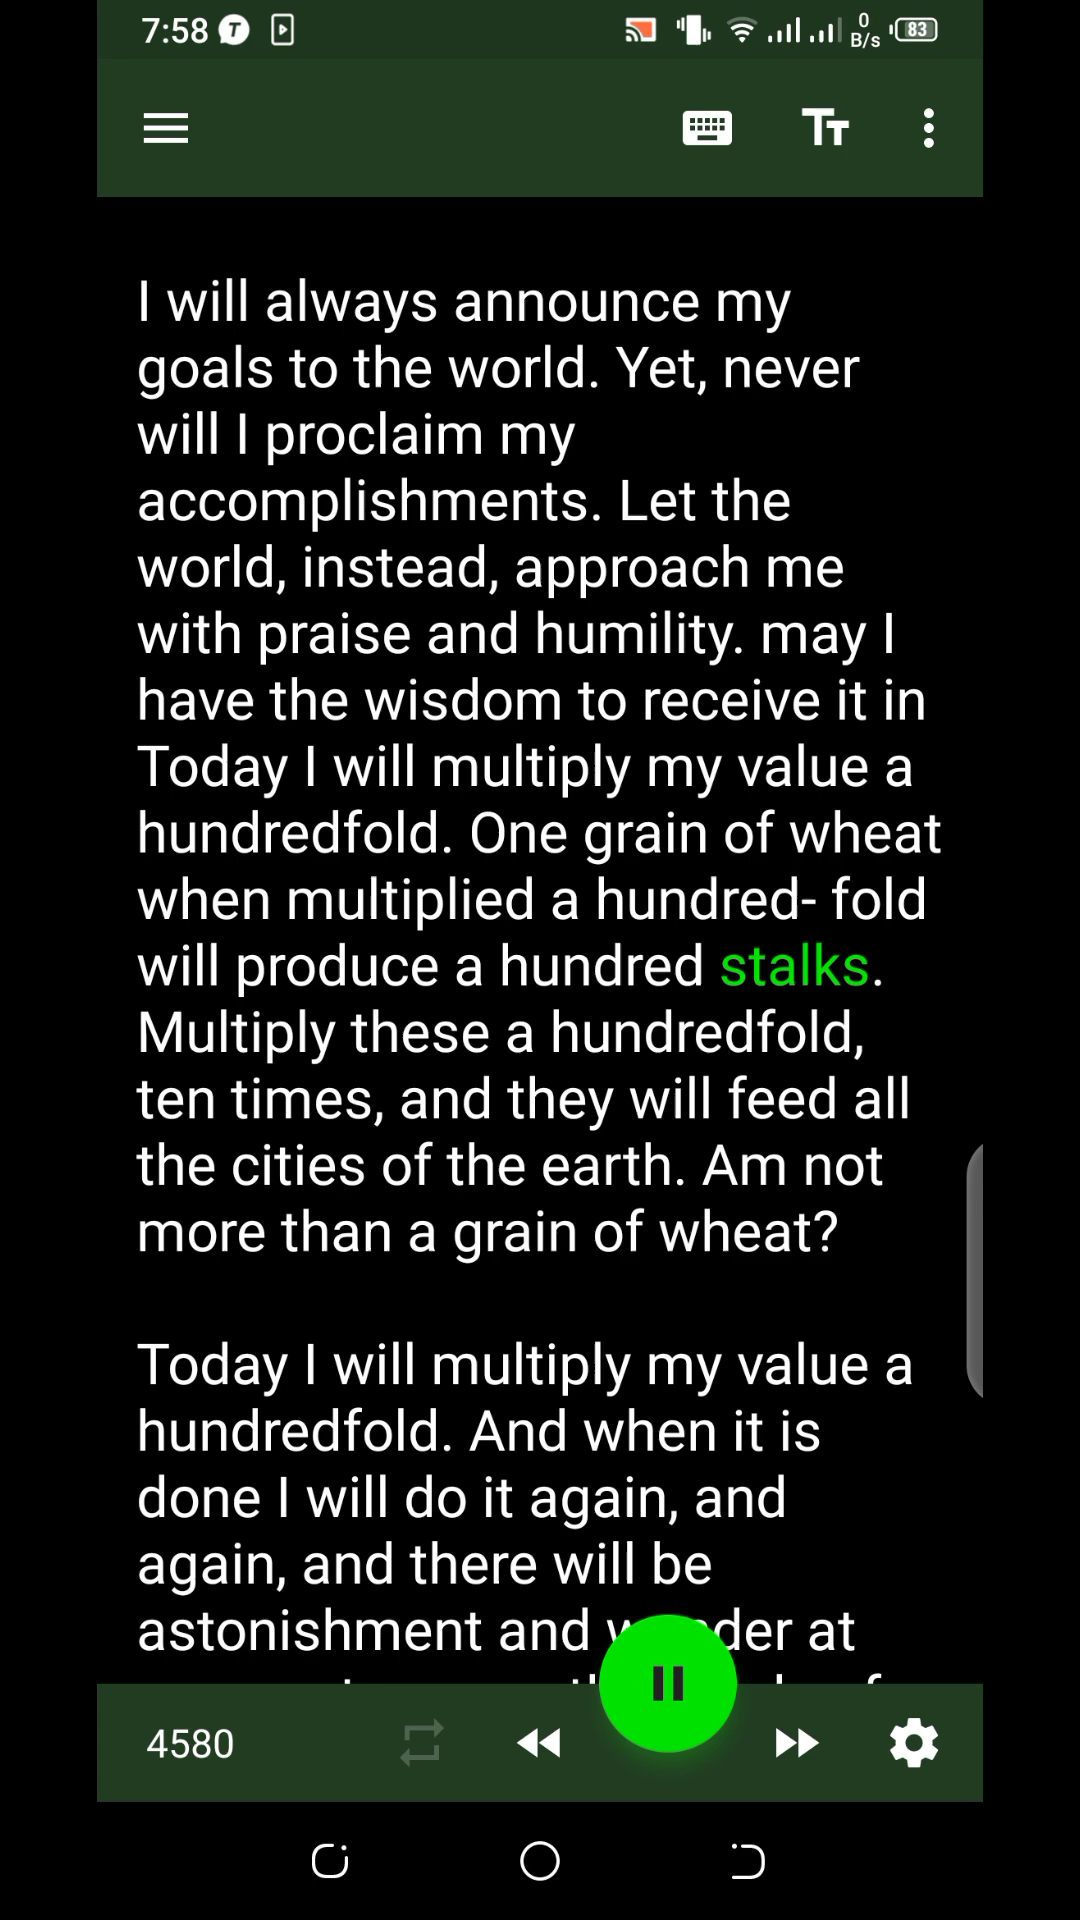 7:58 T 0 B/s 83
TT
I will always announce my
goals to the world. Yet, never
will I proclaim my
accomplishments. Let the
world, instead, approach me
with praise and humility. may I
have the wisdom to receive it in
Today I will multiply my value a
hundredfold. One grain of wheat
when multiplied a hundred- fold
will produce a hundred stalks.
Multiply these a hundredfold,
ten times, and they will feed all
the cities of the earth. Am not
more than a grain of wheat?
Today I will multiply my value a
hundredfold. And when it is
done I will do it again, and
again, and there will be
astonishment and wonder at
4580